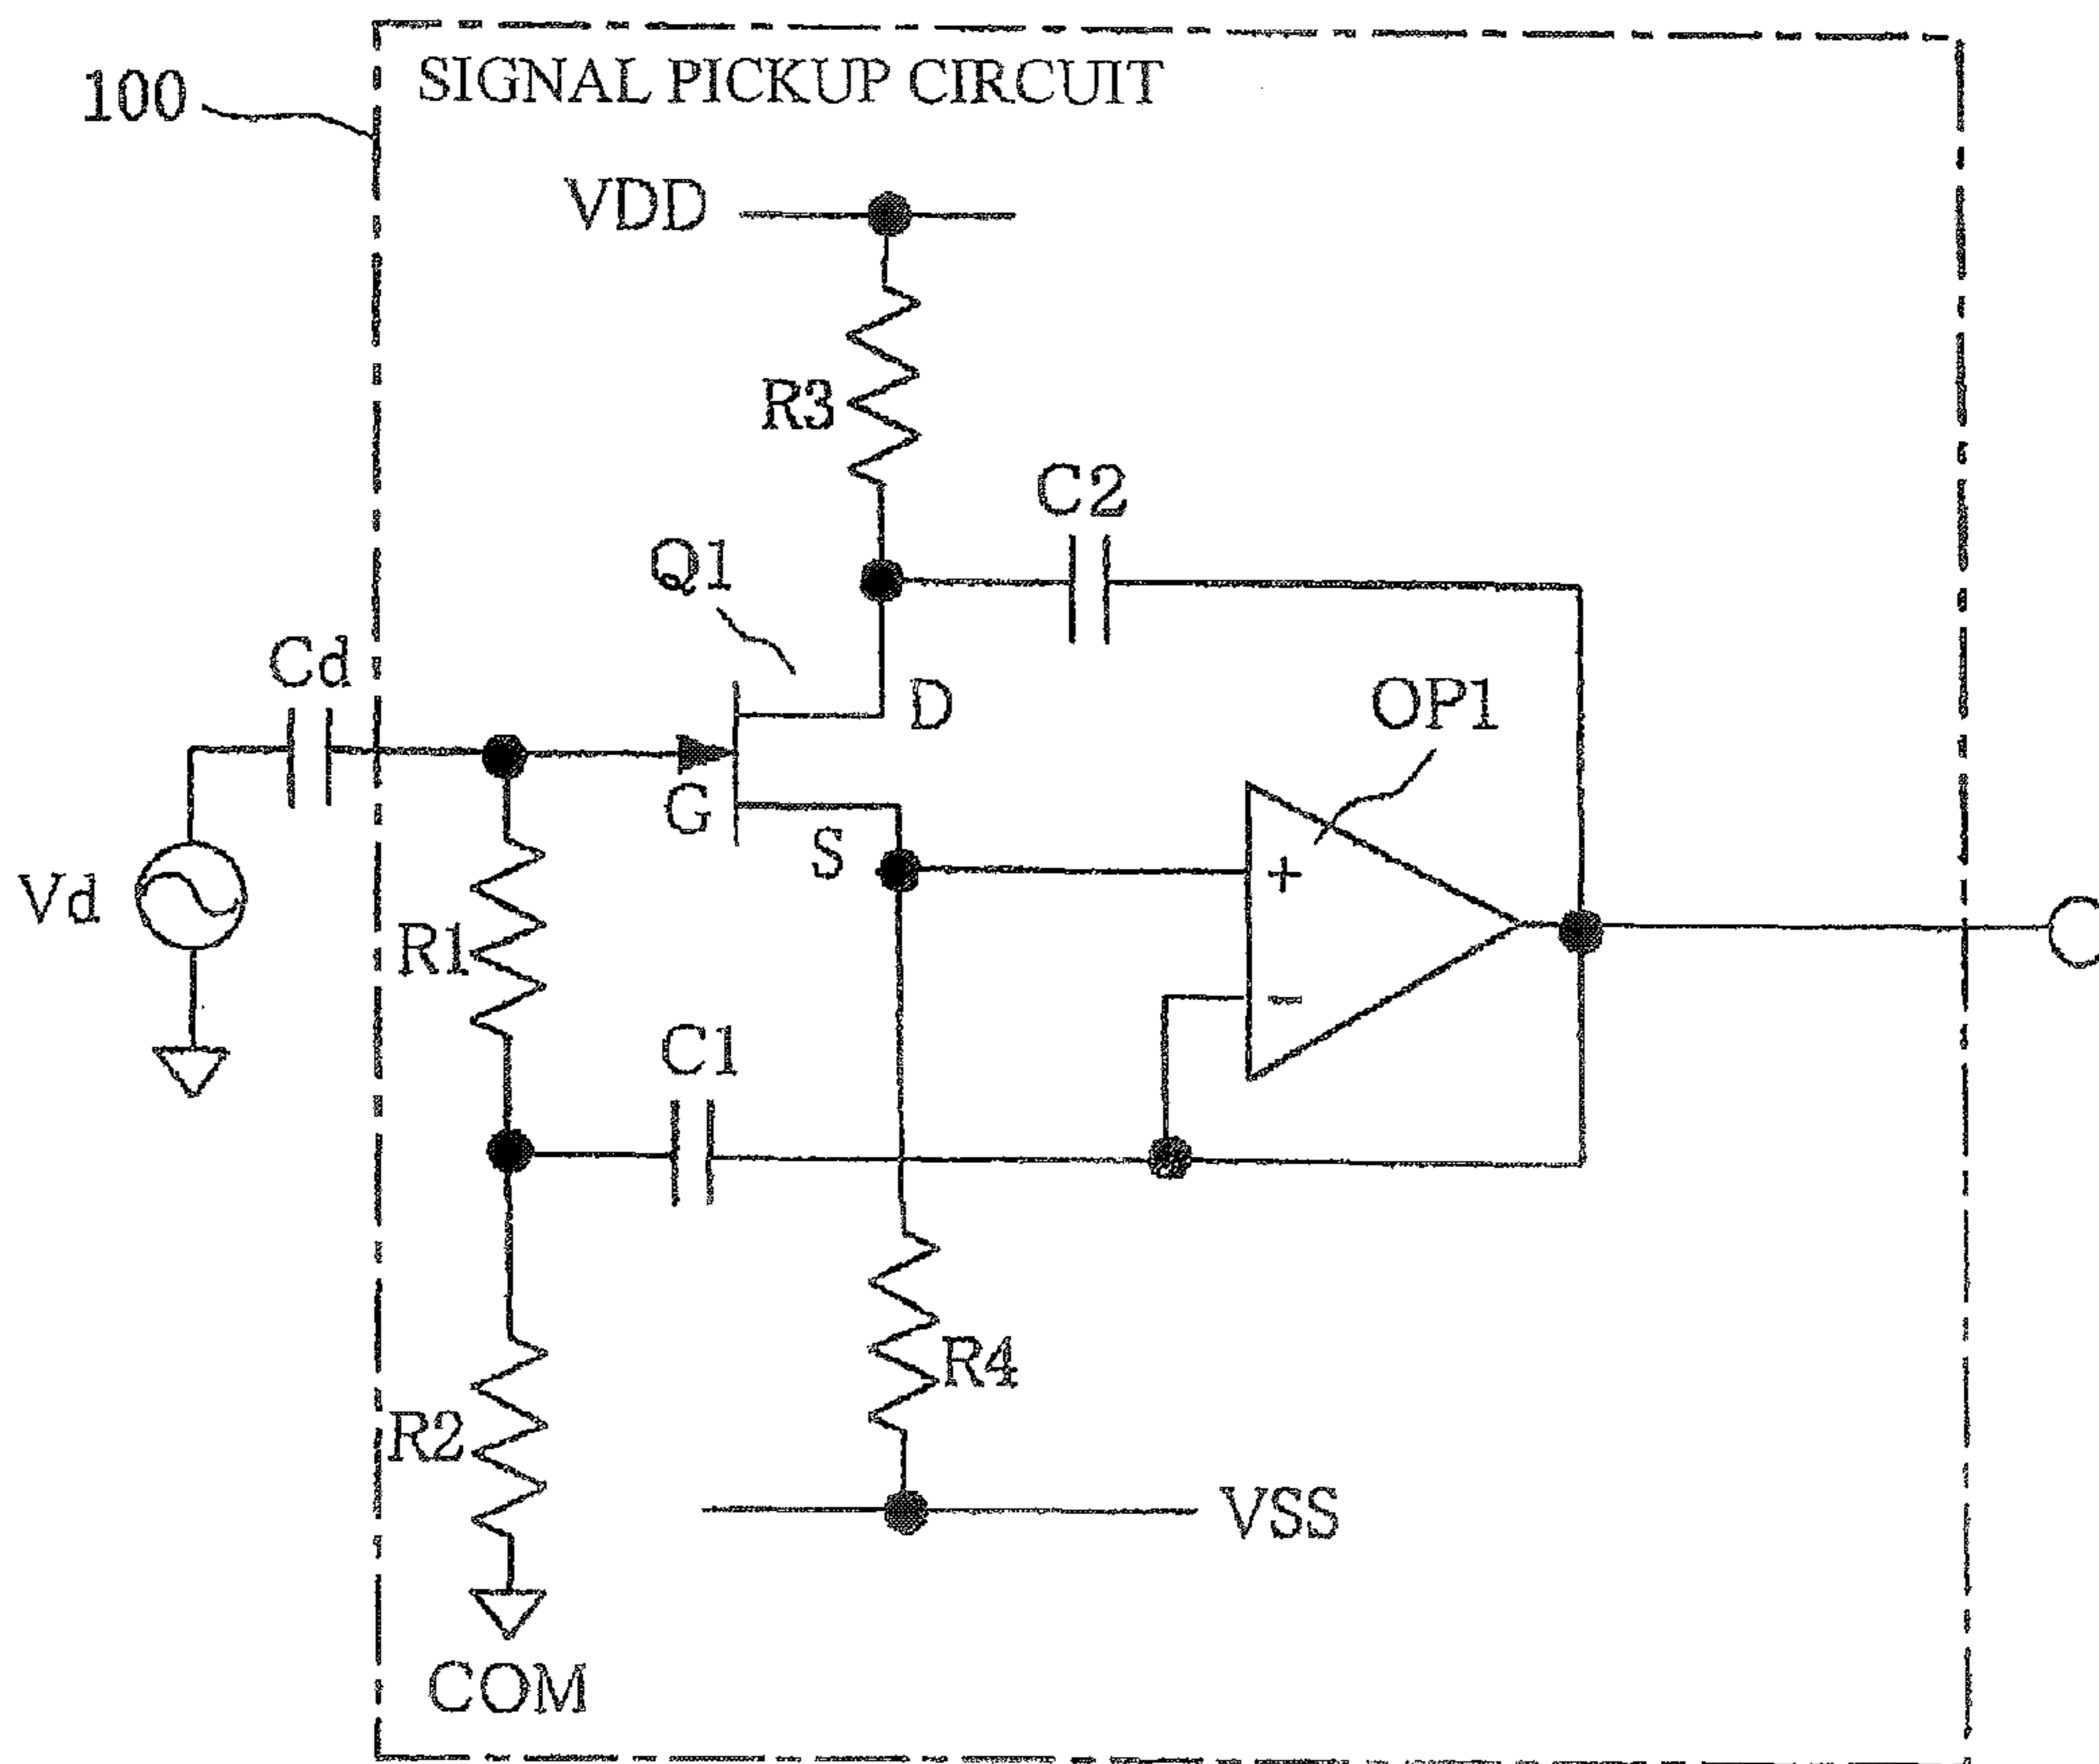 100
SIGNAL PICKUP CIRCUIT
VDD
R3
C2
Q1
Cd
D
OP1
G
S
+
Vd
R1
−
C1
R4
R2
VSS
COM